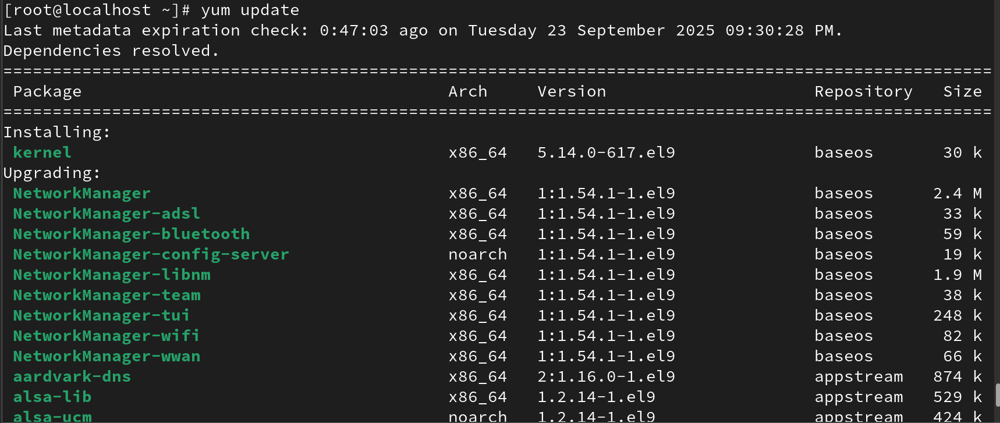 [root@localhost ~]# yum update
Last metadata expiration check: 0:47:03 ago on Tuesday 23 September 2025 09:30:28 PM.
Dependencies resolved.
====================================================================================================
 Package                                     Arch     Version                     Repository   Size
====================================================================================================
Installing:
 kernel                                      x86_64   5.14.0-617.el9              baseos       30 k
Upgrading:
 NetworkManager                              x86_64   1:1.54.1-1.el9              baseos      2.4 M
 NetworkManager-adsl                         x86_64   1:1.54.1-1.el9              baseos       33 k
 NetworkManager-bluetooth                    x86_64   1:1.54.1-1.el9              baseos       59 k
 NetworkManager-config-server                noarch   1:1.54.1-1.el9              baseos       19 k
 NetworkManager-libnm                        x86_64   1:1.54.1-1.el9              baseos      1.9 M
 NetworkManager-team                         x86_64   1:1.54.1-1.el9              baseos       38 k
 NetworkManager-tui                          x86_64   1:1.54.1-1.el9              baseos      248 k
 NetworkManager-wifi                         x86_64   1:1.54.1-1.el9              baseos       82 k
 NetworkManager-wwan                         x86_64   1:1.54.1-1.el9              baseos       66 k
 aardvark-dns                                x86_64   2:1.16.0-1.el9              appstream   874 k
 alsa-lib                                    x86_64   1.2.14-1.el9                appstream   529 k
 alsa-ucm                                    noarch   1.2.14-1.el9                appstream   424 k